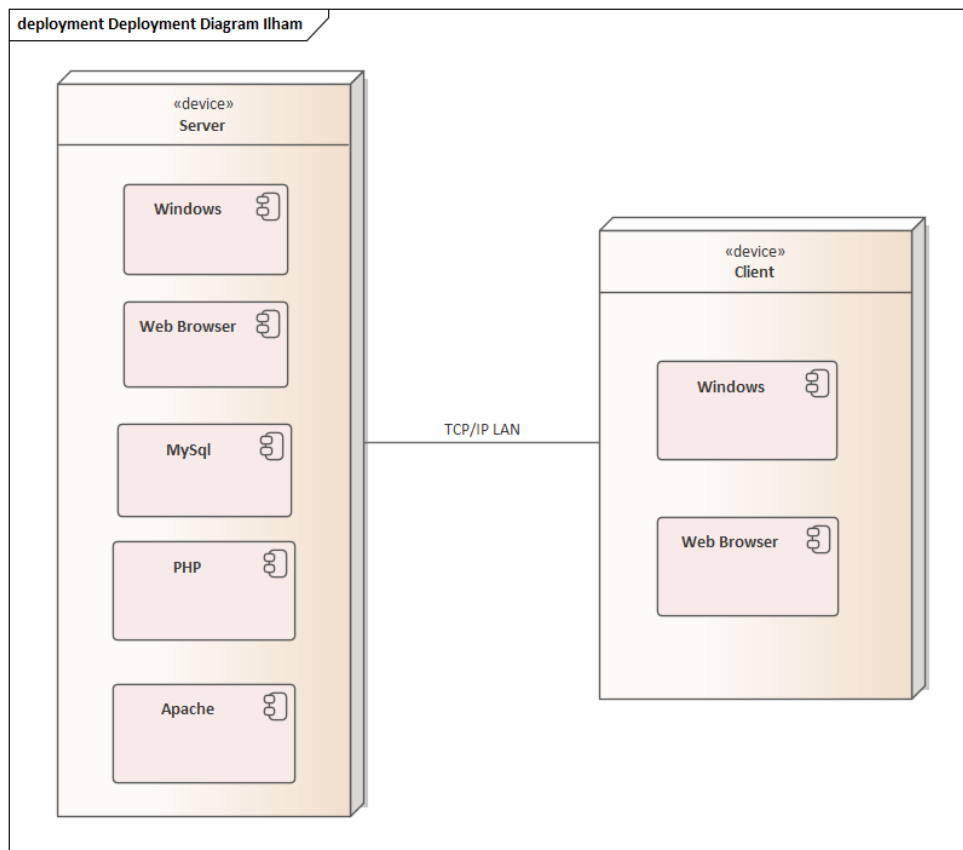 deployment Deployment Diagram Ilham
«device»
Server
Windows
Web Browser
MySql
PHP
Apache
TCP/IP LAN
«device»
Client
Windows
Web Browser